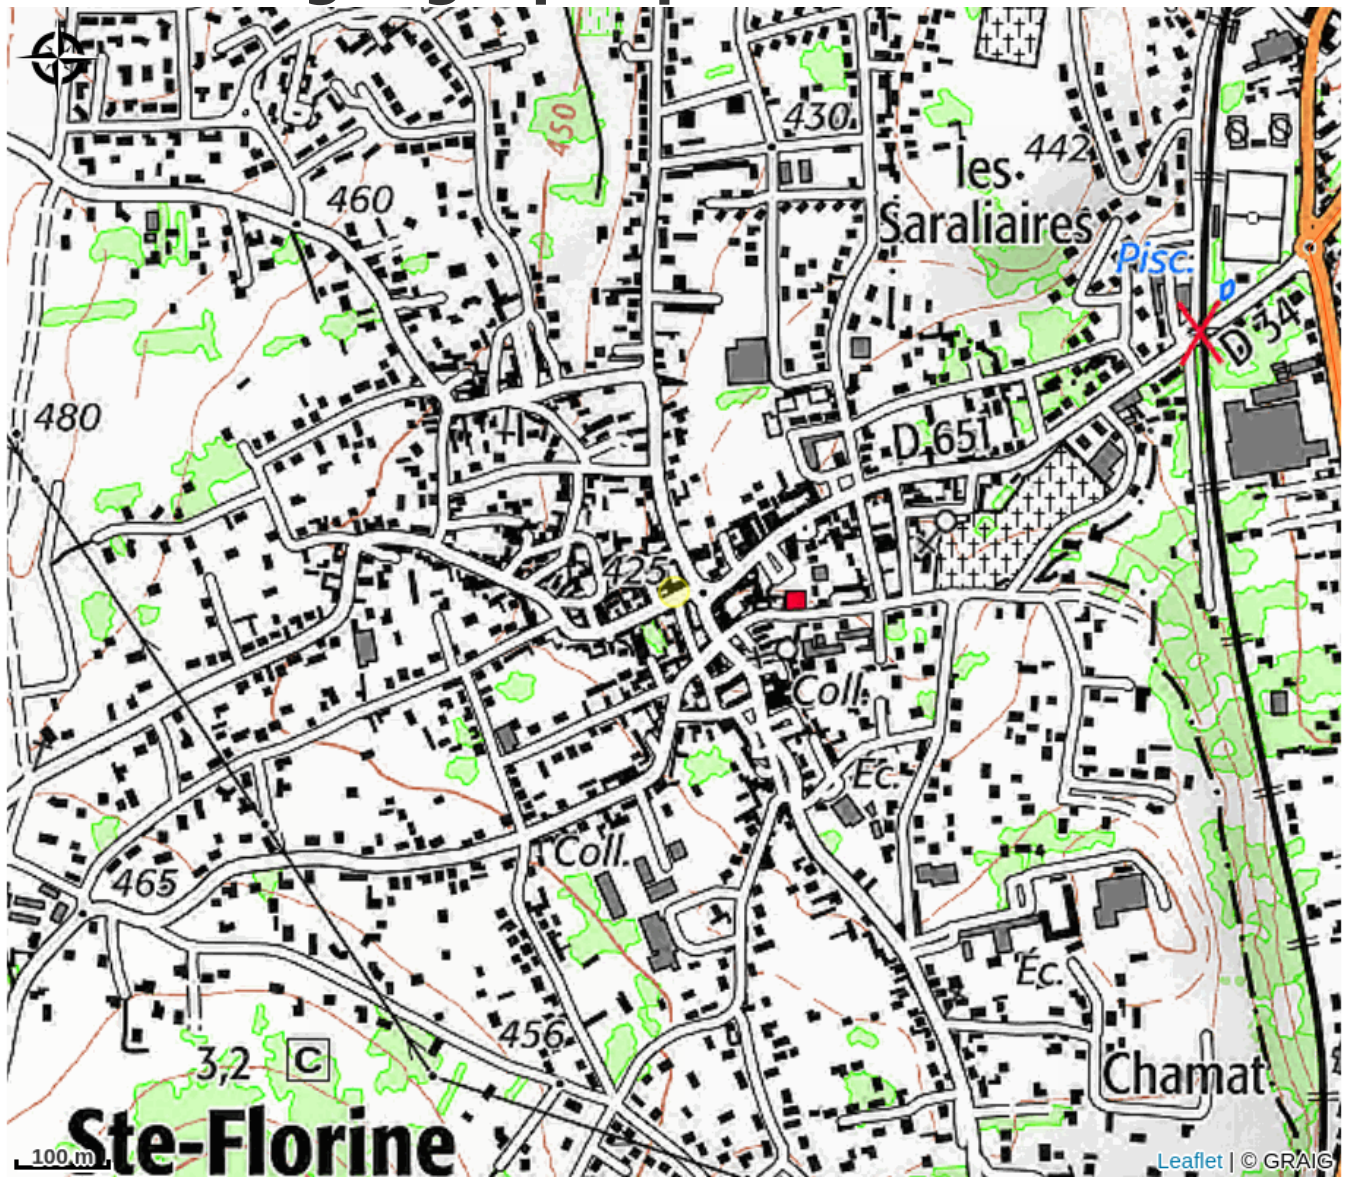 450
430
442
les
Saraliaires
460
Pisc.
D 34
480
D 651
425
Coll.
Ec.
Coll.
465
Éc.
456
3,2
C
Chamat
Ste-Florine
100 m
Leaflet | © GRAIG